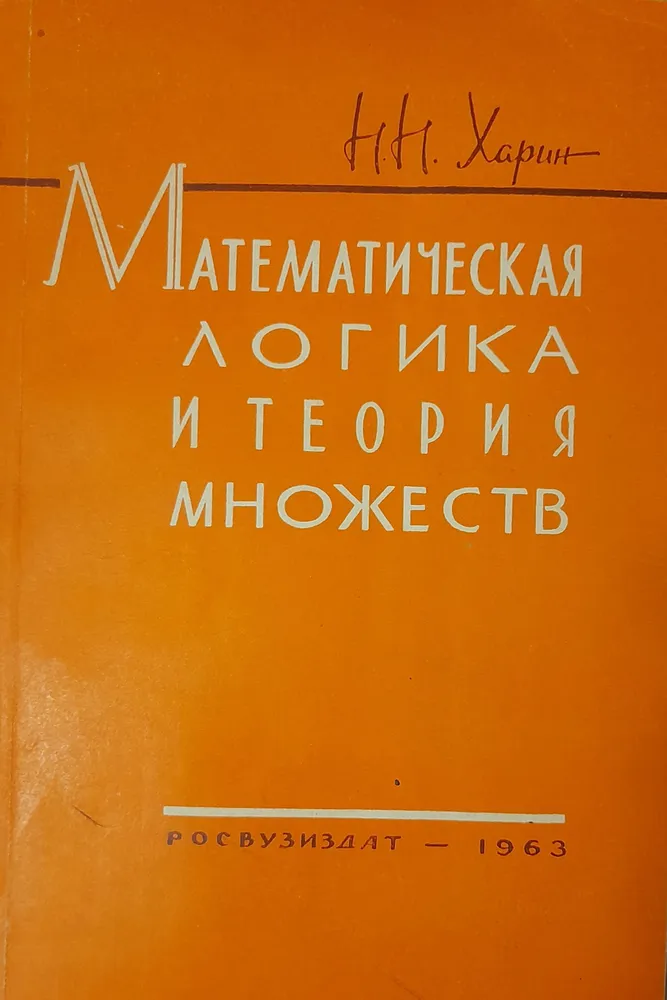 Н.Н. Харин
Математическая
логика
и теория
множеств
Росвузиздат — 1963